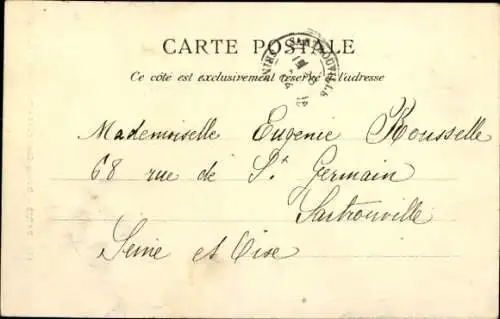 CARTE POSTALE
Ce côté est exclusivement réservé à l'adresse
Mademoiselle Eugenie Rousselle
68 rue de St Germain
Sartrouville
Seine et Oise